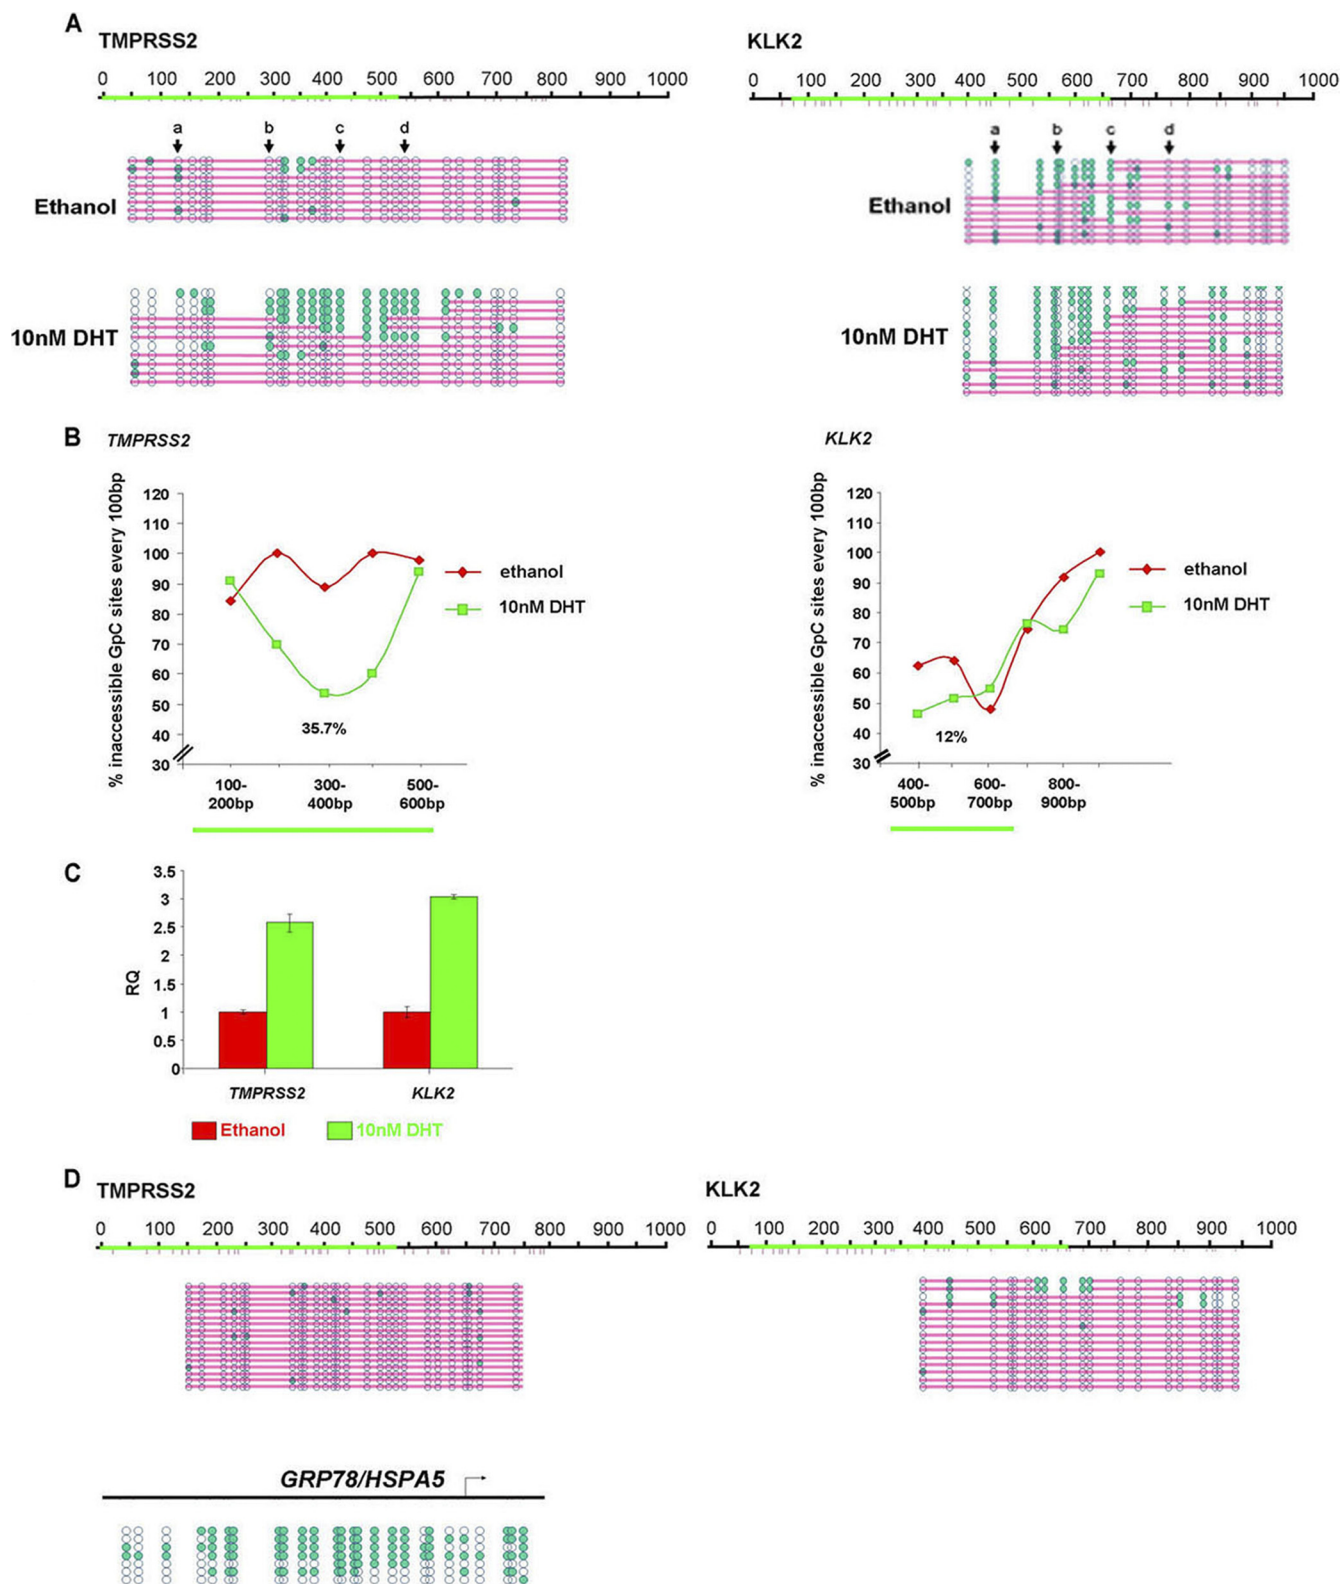 A
TMPRSS2
KLK2
0 100 200 300 400 500 600 700 800 1000
0 100 200 300 400 500 600 700 800 900 1000
a b c d
a b c d
Ethanol
Ethanol
10nM DHT
10nM DHT
B
TMPRSS2
KLK2
% inaccessible GpC sites every 100bp
120
110
100
90
80
70
60
50
40
30
ethanol
10nM DHT
35.7%
100-
200bp
300-
400bp
500-
600bp
% inaccessible GpC sites every 100bp
120
110
100
90
80
70
60
50
40
30
ethanol
10nM DHT
12%
400-
500bp
600-
700bp
800-
900bp
C
RQ
3.5
3
2.5
2
1.5
1
0.5
0
TMPRSS2
KLK2
Ethanol
10nM DHT
D
TMPRSS2
KLK2
0 100 200 300 400 500 600 700 800 900 1000
0 100 200 300 400 500 600 700 800 900 1000
GRP78/HSPA5